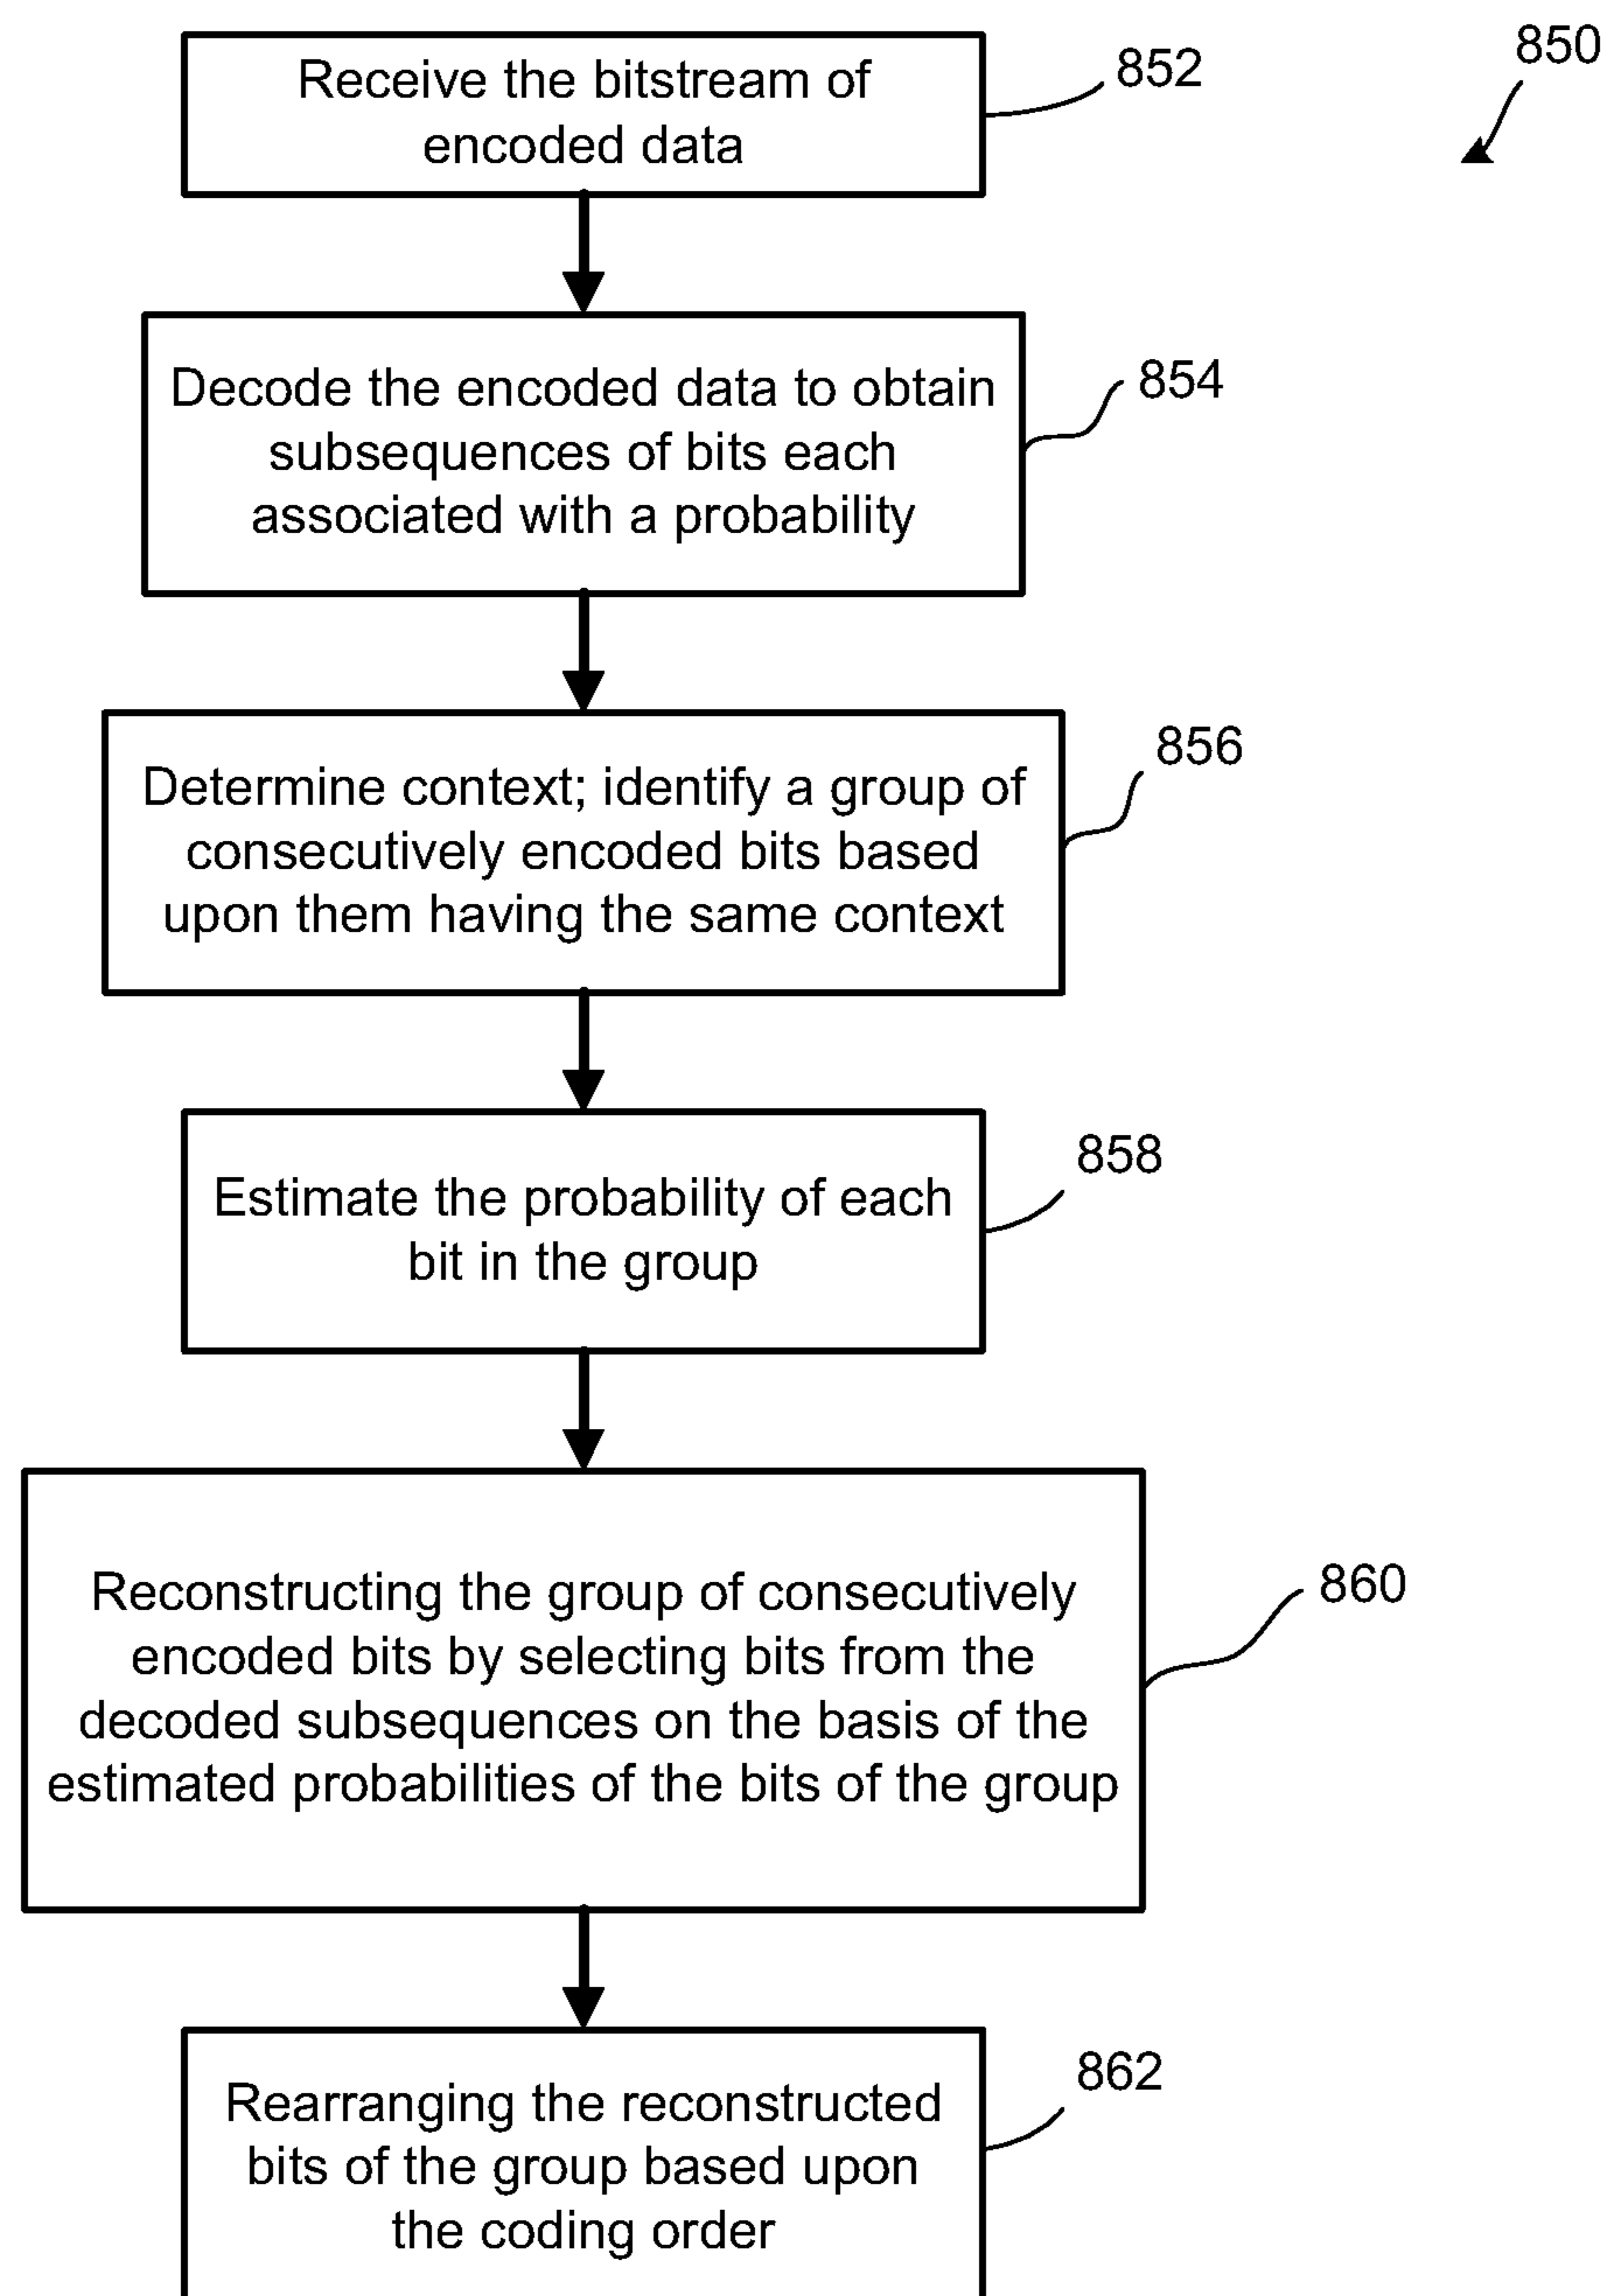 850
Receive the bitstream of
encoded data
852
Decode the encoded data to obtain
subsequences of bits each
associated with a probability
854
Determine context; identify a group of
consecutively encoded bits based
upon them having the same context
856
Estimate the probability of each
bit in the group
858
Reconstructing the group of consecutively
encoded bits by selecting bits from the
decoded subsequences on the basis of the
estimated probabilities of the bits of the group
860
Rearranging the reconstructed
bits of the group based upon
the coding order
862